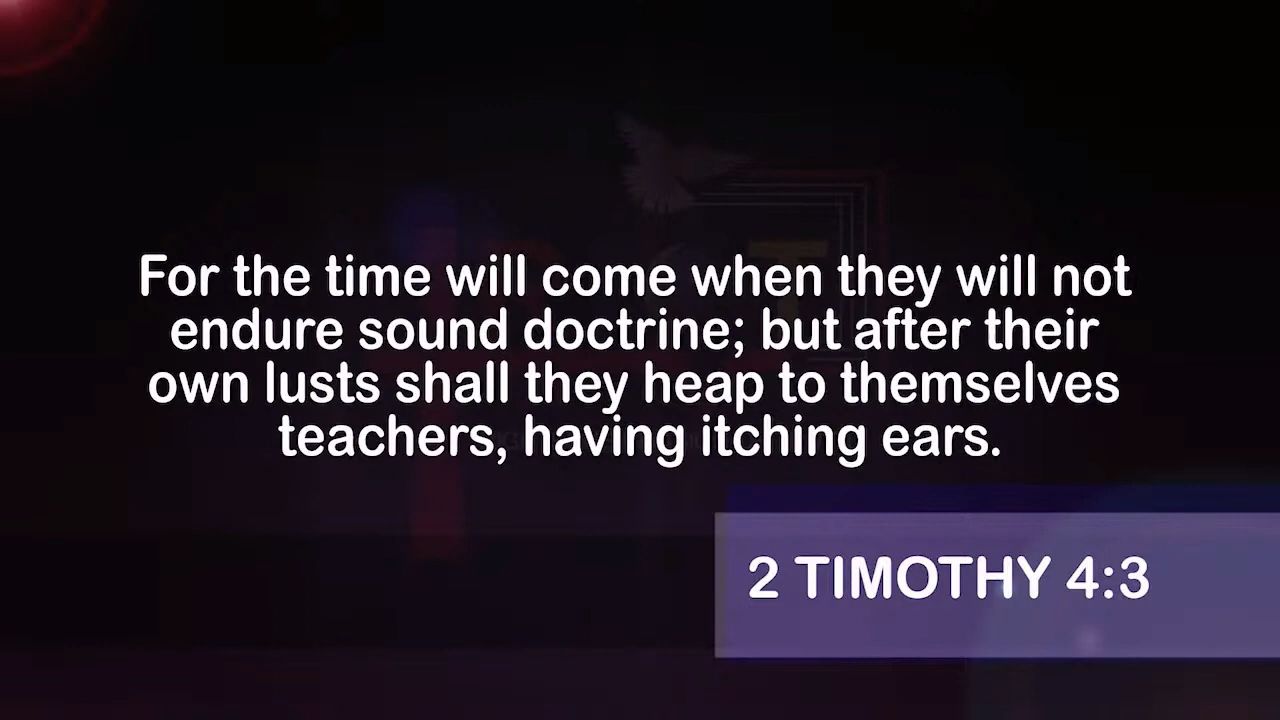 For the time will come when they will not
endure sound doctrine; but after their
own lusts shall they heap to themselves
teachers, having itching ears.
2 TIMOTHY 4:3